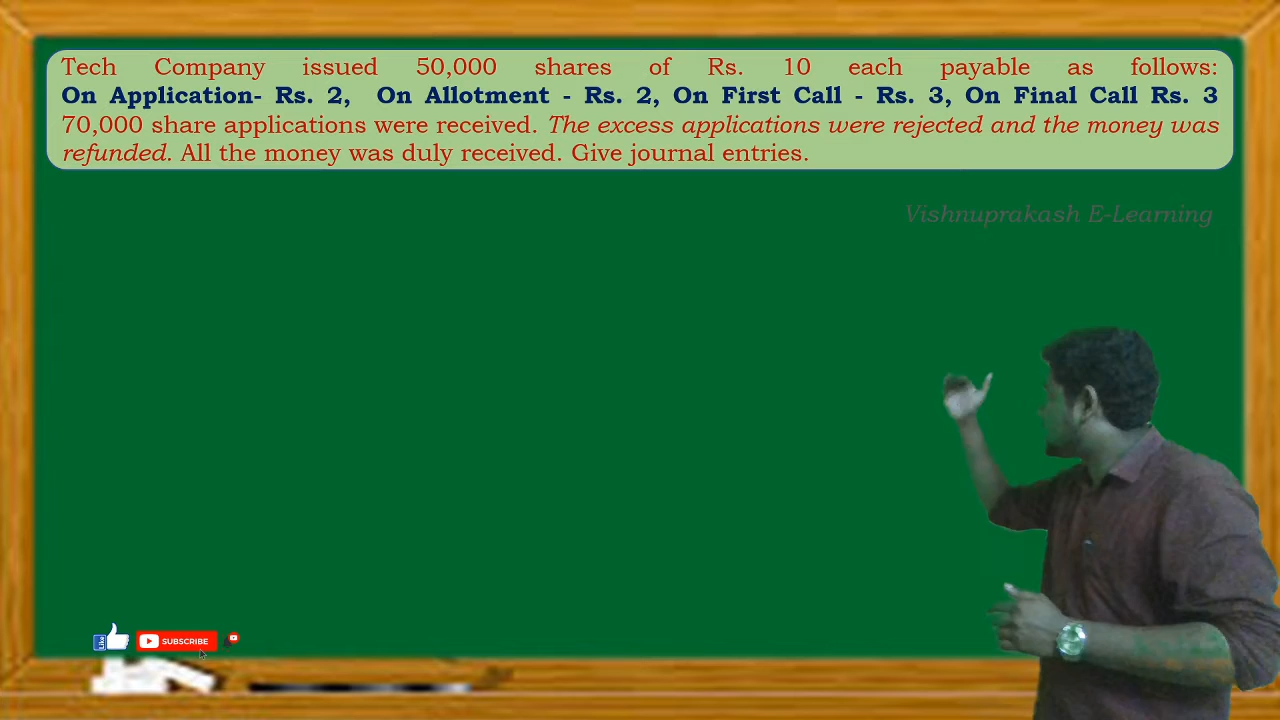 Tech Company issued 50,000 shares of Rs. 10 each payable as follows:
On Application- Rs. 2, On Allotment - Rs. 2, On First Call - Rs. 3, On Final Call Rs. 3
70,000 share applications were received. The excess applications were rejected and the money was
refunded. All the money was duly received. Give journal entries.
Vishnuprakash E-Learning
Like
SUBSCRIBE